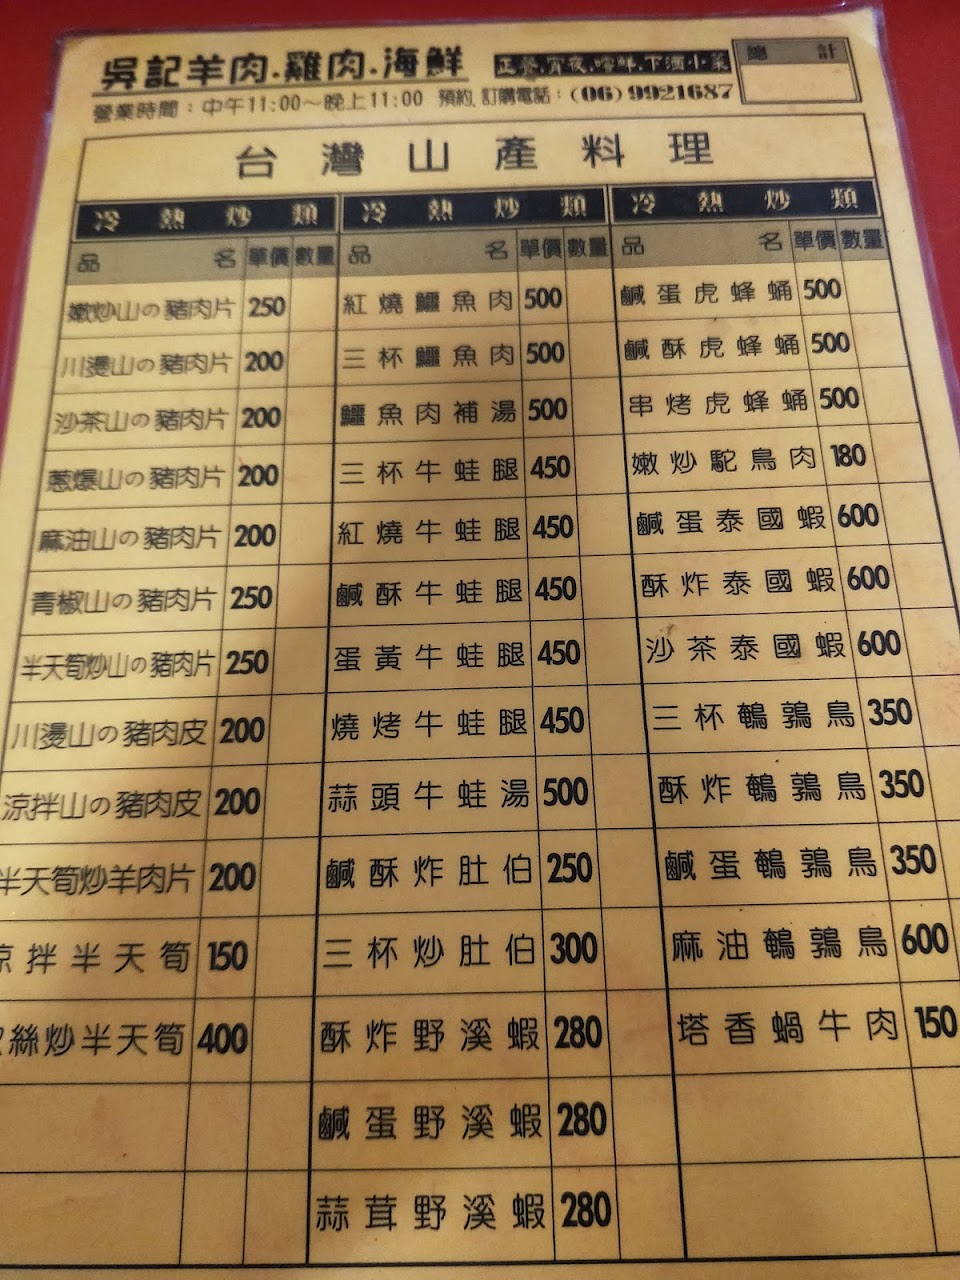 吳記羊肉.雞肉.海鮮
正餐.宵夜.嚐鮮.下酒小菜
總計
營業時間：中午11:00～晚上11:00 預約.訂購電話：(06)9921687
台灣山產料理
冷熱炒類
品名 單價 數量
嫩炒山の豬肉片 250
川燙山の豬肉片 200
沙茶山の豬肉片 200
蔥爆山の豬肉片 200
麻油山の豬肉片 200
青椒山の豬肉片 250
半天筍炒山の豬肉片 250
川燙山の豬肉皮 200
涼拌山の豬肉皮 200
半天筍炒羊肉片 200
涼拌半天筍 150
絲炒半天筍 400
冷熱炒類
品名 單價 數量
紅燒鱷魚肉 500
三杯鱷魚肉 500
鱷魚肉補湯 500
三杯牛蛙腿 450
紅燒牛蛙腿 450
鹹酥牛蛙腿 450
蛋黃牛蛙腿 450
燒烤牛蛙腿 450
蒜頭牛蛙湯 500
鹹酥炸肚伯 250
三杯炒肚伯 300
酥炸野溪蝦 280
鹹蛋野溪蝦 280
蒜茸野溪蝦 280
冷熱炒類
品名 單價 數量
鹹蛋虎蜂蛹 500
鹹酥虎蜂蛹 500
串烤虎蜂蛹 500
嫩炒駝鳥肉 180
鹹蛋泰國蝦 600
酥炸泰國蝦 600
沙茶泰國蝦 600
三杯鵪鶉鳥 350
酥炸鵪鶉鳥 350
鹹蛋鵪鶉鳥 350
麻油鵪鶉鳥 600
塔香蝸牛肉 150